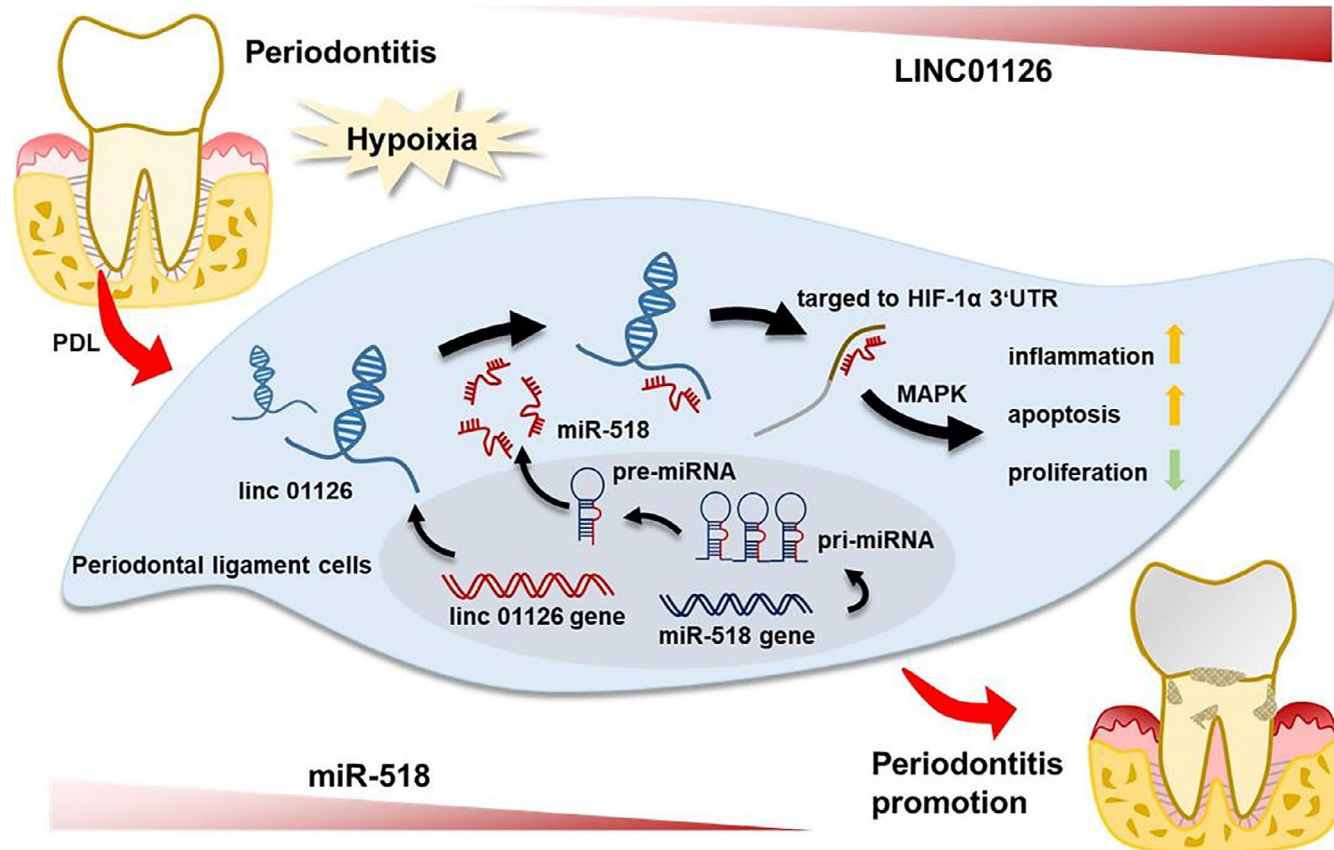 Periodontitis
Hypoixia
LINC01126
PDL
targed to HIF-1α 3‘UTR
inflammation
MAPK
apoptosis
proliferation
miR-518
linc 01126
pre-miRNA
pri-miRNA
Periodontal ligament cells
linc 01126 gene
miR-518 gene
miR-518
Periodontitis
promotion